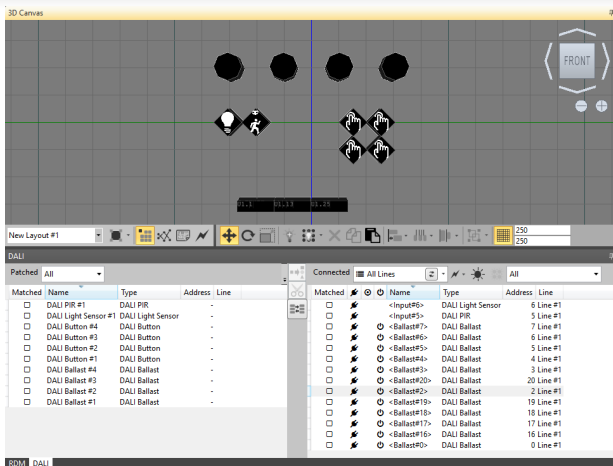 3D Canvas
FRONT
U1.1 U1.13 U1.25
New Layout #1 250
250
DALI
Patched All Connected All Lines All
Matched Name Type Address Line Matched Name Type Address Line
DALI PIR #1 DALI PIR - <Input#6> DALI Light Sensor 6 Line #1
DALI Light Sensor #1 DALI Light Sensor - <Input#5> DALI PIR 5 Line #1
DALI Button #4 DALI Button - <Ballast#7> DALI Ballast 7 Line #1
DALI Button #3 DALI Button - <Ballast#6> DALI Ballast 6 Line #1
DALI Button #2 DALI Button - <Ballast#5> DALI Ballast 5 Line #1
DALI Button #1 DALI Button - <Ballast#4> DALI Ballast 4 Line #1
DALI Ballast #4 DALI Ballast - <Ballast#3> DALI Ballast 3 Line #1
DALI Ballast #3 DALI Ballast - <Ballast#20> DALI Ballast 20 Line #1
DALI Ballast #2 DALI Ballast - <Ballast#2> DALI Ballast 2 Line #1
DALI Ballast #1 DALI Ballast - <Ballast#19> DALI Ballast 19 Line #1
<Ballast#18> DALI Ballast 18 Line #1
<Ballast#17> DALI Ballast 17 Line #1
<Ballast#16> DALI Ballast 16 Line #1
<Ballast#0> DALI Ballast 0 Line #1
RDM DALI